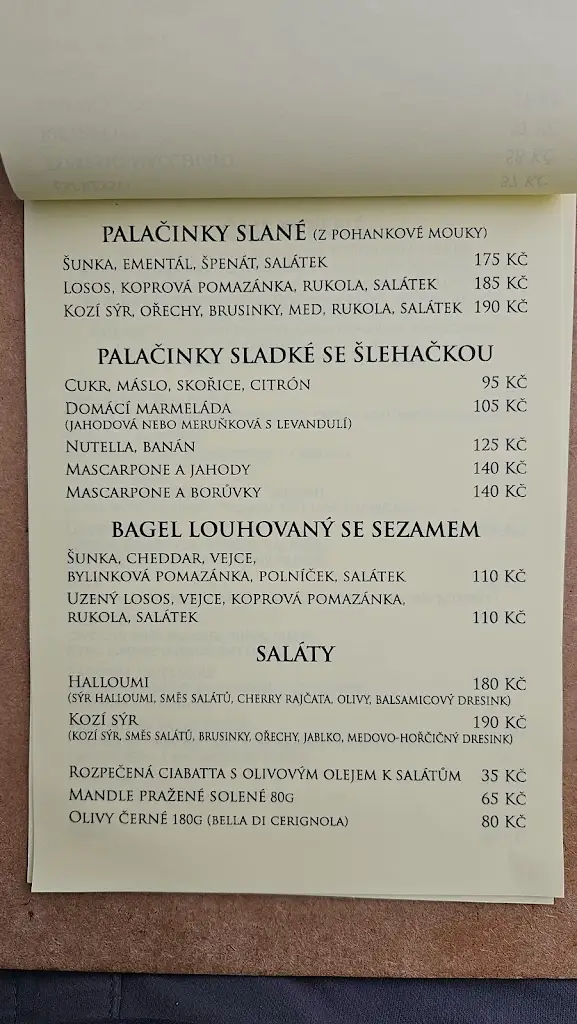 PALAČINKY SLANÉ (Z POHANKOVÉ MOUKY)
ŠUNKA, EMENTÁL, ŠPENÁT, SALÁTEK 175 KČ
LOSOS, KOPROVÁ POMAZÁNKA, RUKOLA, SALÁTEK 185 KČ
KOZÍ SÝR, OŘECHY, BRUSINKY, MED, RUKOLA, SALÁTEK 190 KČ
PALAČINKY SLADKÉ SE ŠLEHAČKOU
CUKR, MÁSLO, SKOŘICE, CITRÓN 95 KČ
DOMÁCÍ MARMELÁDA 105 KČ
(JAHODOVÁ NEBO MERUŇKOVÁ S LEVANDULÍ)
NUTELLA, BANÁN 125 KČ
MASCARPONE A JAHODY 140 KČ
MASCARPONE A BORŮVKY 140 KČ
BAGEL LOUHOVANÝ SE SEZAMEM
ŠUNKA, CHEDDAR, VEJCE,
BYLINKOVÁ POMAZÁNKA, POLNÍČEK, SALÁTEK 110 KČ
UZENÝ LOSOS, VEJCE, KOPROVÁ POMAZÁNKA,
RUKOLA, SALÁTEK 110 KČ
SALÁTY
HALLOUMI 180 KČ
(SÝR HALLOUMI, SMĚS SALÁTŮ, CHERRY RAJČATA, OLIVY, BALSAMICOVÝ DRESINK)
KOZÍ SÝR 190 KČ
(KOZÍ SÝR, SMĚS SALÁTŮ, BRUSINKY, OŘECHY, JABLKO, MEDOVO-HOŘČIČNÝ DRESINK)
ROZPEČENÁ CIABATTA S OLIVOVÝM OLEJEM K SALÁTŮM 35 KČ
MANDLE PRAŽENÉ SOLENÉ 80G 65 KČ
OLIVY ČERNÉ 180G (BELLA DI CERIGNOLA) 80 KČ